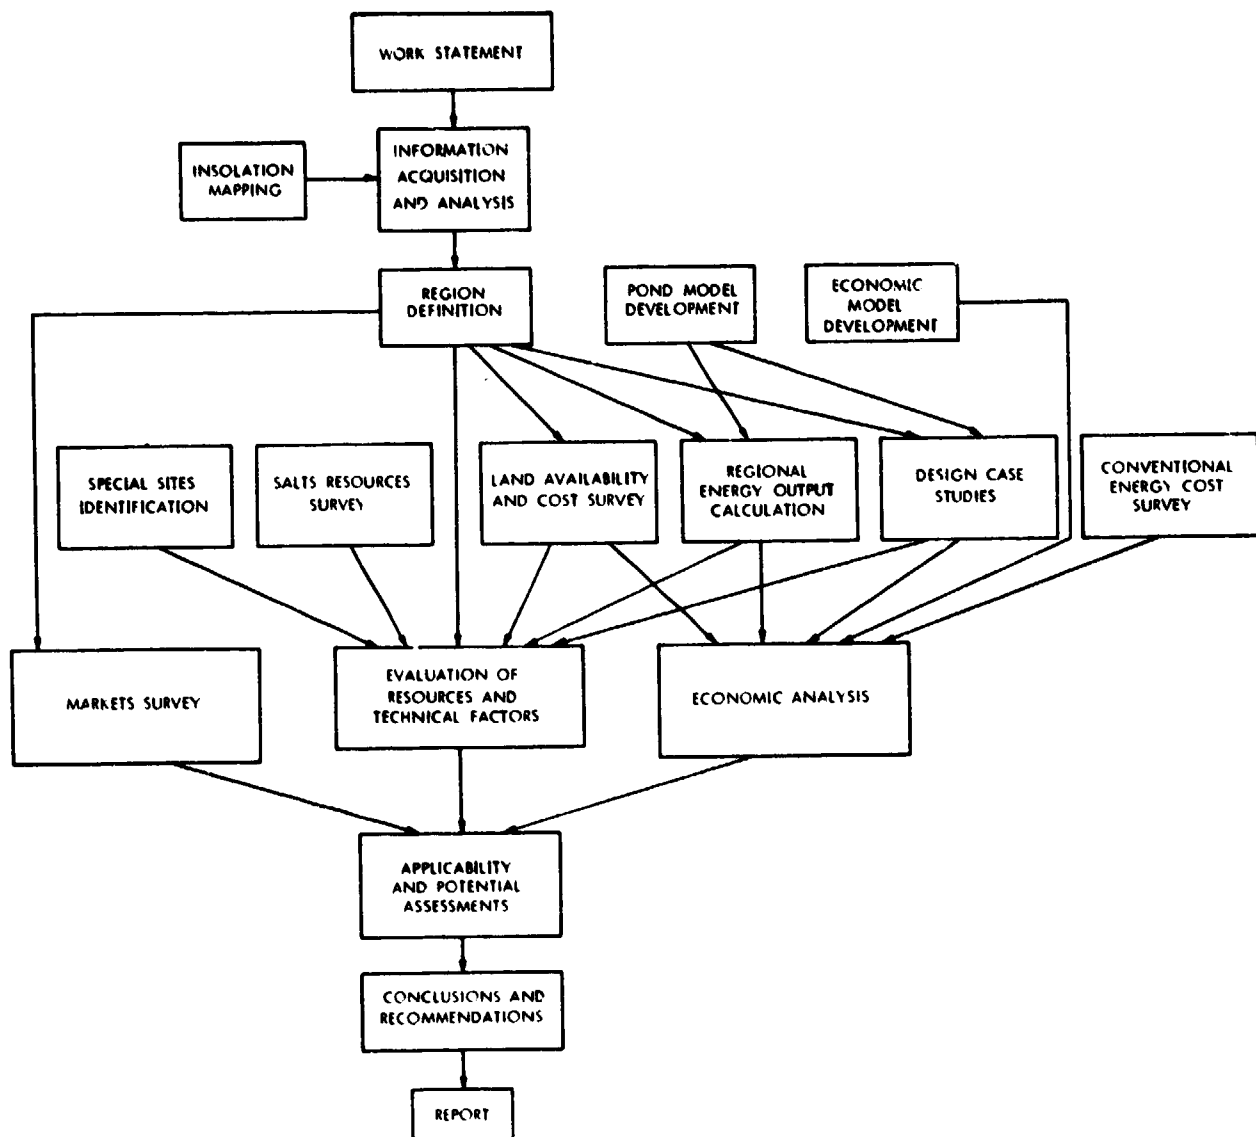 WORK STATEMENT
INSOLATION
MAPPING
INFORMATION
ACQUISITION
AND ANALYSIS
REGION
DEFINITION
POND MODEL
DEVELOPMENT
ECONOMIC
MODEL
DEVELOPMENT
SPECIAL SITES
IDENTIFICATION
SALTS RESOURCES
SURVEY
LAND AVAILABILITY
AND COST SURVEY
REGIONAL
ENERGY OUTPUT
CALCULATION
DESIGN CASE
STUDIES
CONVENTIONAL
ENERGY COST
SURVEY
MARKETS SURVEY
EVALUATION OF
RESOURCES AND
TECHNICAL FACTORS
ECONOMIC ANALYSIS
APPLICABILITY
AND POTENTIAL
ASSESSMENTS
CONCLUSIONS AND
RECOMMENDATIONS
REPORT